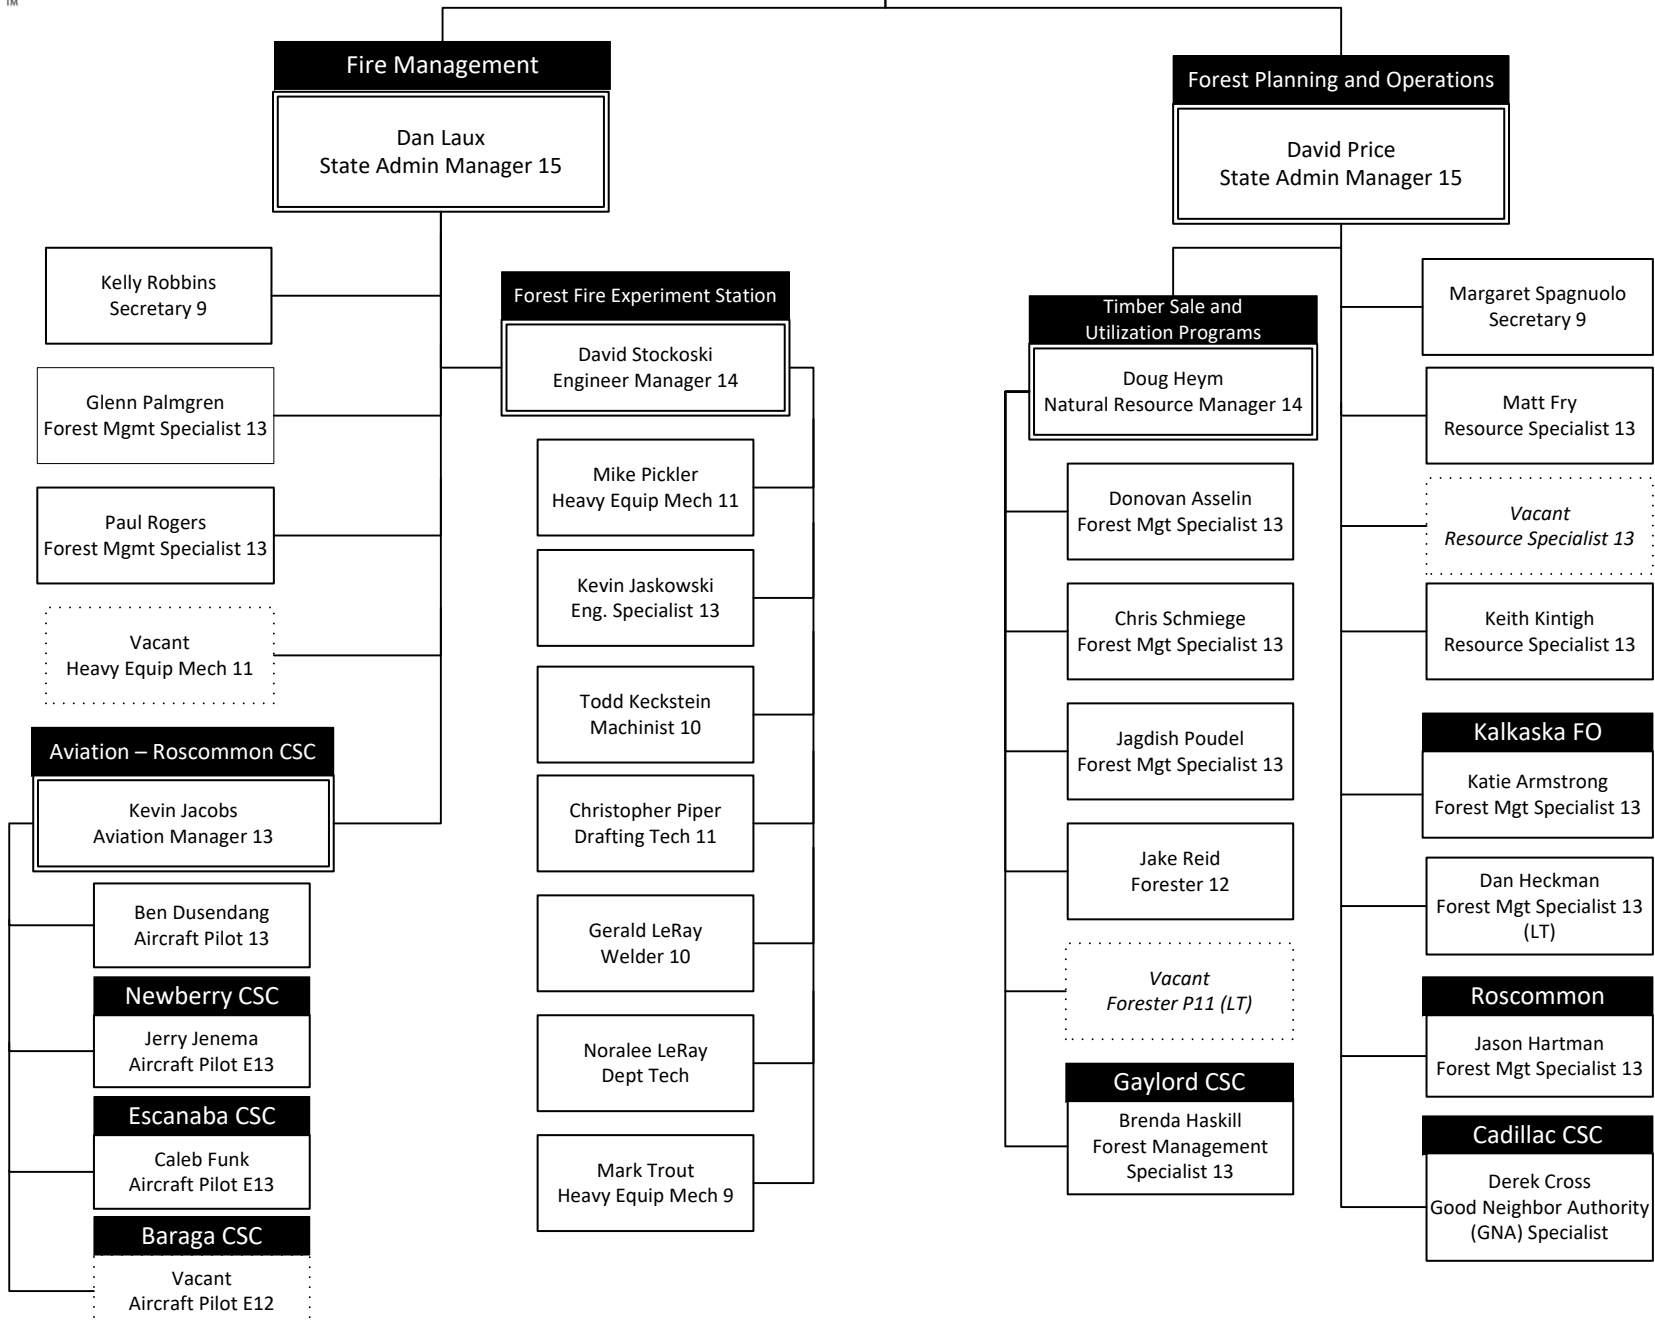 TM
Fire Management
Dan Laux
State Admin Manager 15
Kelly Robbins
Secretary 9
Glenn Palmgren
Forest Mgmt Specialist 13
Paul Rogers
Forest Mgmt Specialist 13
Vacant
Heavy Equip Mech 11
Aviation – Roscommon CSC
Kevin Jacobs
Aviation Manager 13
Ben Dusendang
Aircraft Pilot 13
Newberry CSC
Jerry Jenema
Aircraft Pilot E13
Escanaba CSC
Caleb Funk
Aircraft Pilot E13
Baraga CSC
Vacant
Aircraft Pilot E12
Forest Fire Experiment Station
David Stockoski
Engineer Manager 14
Mike Pickler
Heavy Equip Mech 11
Kevin Jaskowski
Eng. Specialist 13
Todd Keckstein
Machinist 10
Christopher Piper
Drafting Tech 11
Gerald LeRay
Welder 10
Noralee LeRay
Dept Tech
Mark Trout
Heavy Equip Mech 9
Forest Planning and Operations
David Price
State Admin Manager 15
Timber Sale and
Utilization Programs
Doug Heym
Natural Resource Manager 14
Donovan Asselin
Forest Mgt Specialist 13
Chris Schmiege
Forest Mgt Specialist 13
Jagdish Poudel
Forest Mgt Specialist 13
Jake Reid
Forester 12
Vacant
Forester P11 (LT)
Gaylord CSC
Brenda Haskill
Forest Management
Specialist 13
Margaret Spagnuolo
Secretary 9
Matt Fry
Resource Specialist 13
Vacant
Resource Specialist 13
Keith Kintigh
Resource Specialist 13
Kalkaska FO
Katie Armstrong
Forest Mgt Specialist 13
Dan Heckman
Forest Mgt Specialist 13
(LT)
Roscommon
Jason Hartman
Forest Mgt Specialist 13
Cadillac CSC
Derek Cross
Good Neighbor Authority
(GNA) Specialist